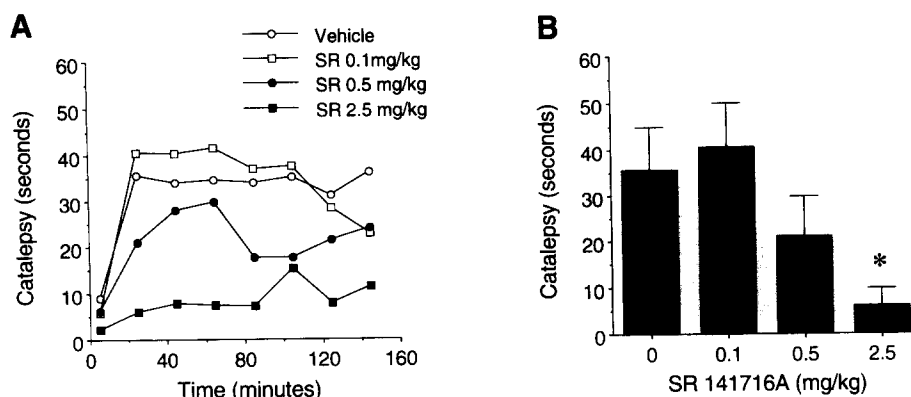 A
Vehicle
SR 0.1mg/kg
SR 0.5 mg/kg
SR 2.5 mg/kg
60
50
40
30
20
10
0
Catalepsy (seconds)
0 40 80 120 160
Time (minutes)
B
60
50
40
30
20
10
0
Catalepsy (seconds)
*
0 0.1 0.5 2.5
SR 141716A (mg/kg)